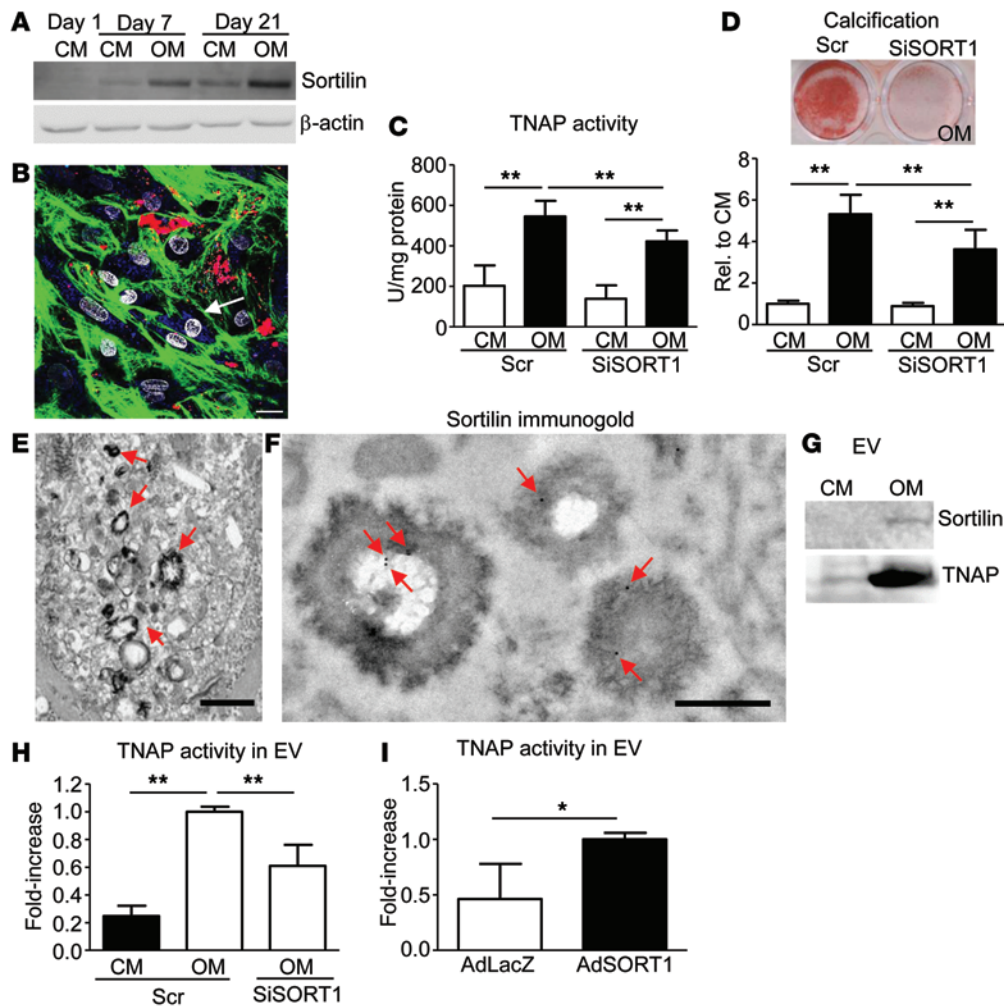 A
Day 1 Day 7 Day 21
CM CM OM CM OM
Sortilin
β-actin
B
C
TNAP activity
U/mg protein
800
600
400
200
0
** ** **
CM OM CM OM
Scr SiSORT1
D
Calcification
Scr SiSORT1
OM
Rel. to CM
8
6
4
2
0
** ** **
CM OM CM OM
Scr SiSORT1
Sortilin immunogold
E
F
G
EV
CM OM
Sortilin
TNAP
H
TNAP activity in EV
Fold-increase
1.2
1.0
0.8
0.6
0.4
0.2
0.0
** **
CM OM OM
Scr SiSORT1
I
TNAP activity in EV
Fold-increase
1.5
1.0
0.5
0.0
*
AdLacZ AdSORT1